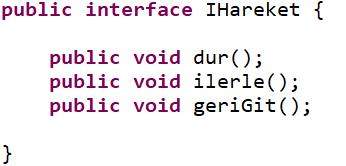 public interface IHareket {
public void dur();
public void ilerle();
public void geriGit();
}